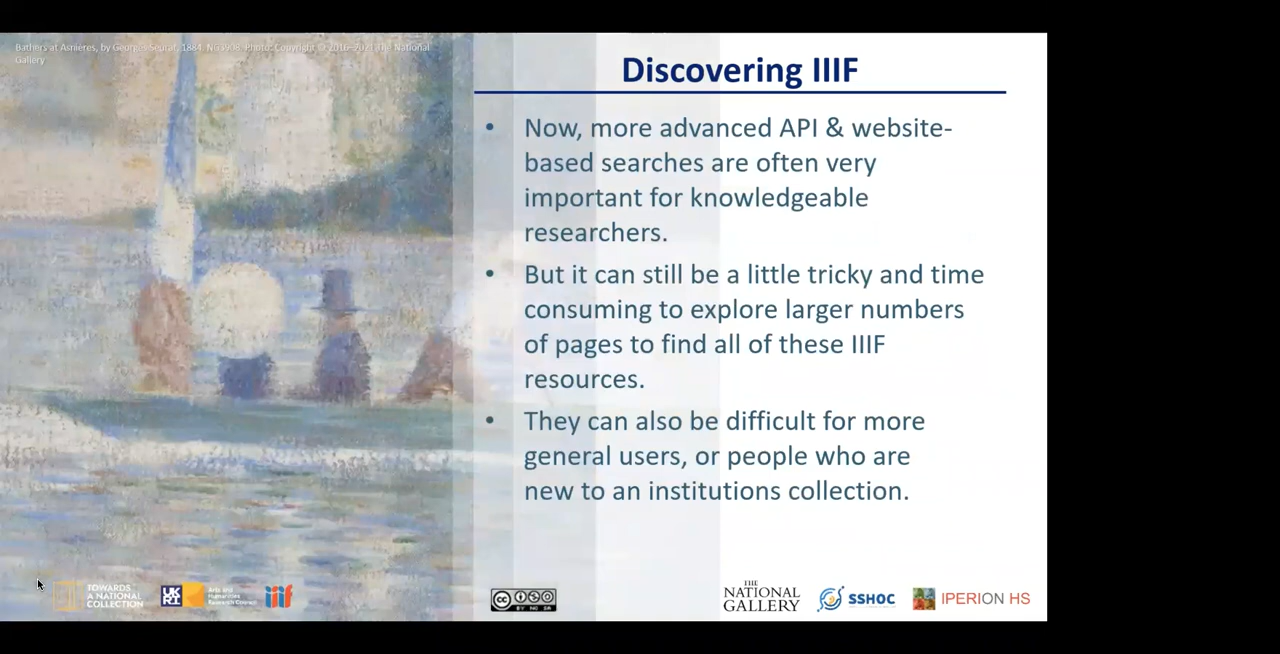 Bathers at Asnières, by Georges Seurat, 1884. NG3908. Photo: Copyright © 2016-2021 The National
Gallery
Discovering IIIF
• Now, more advanced API & website-
based searches are often very
important for knowledgeable
researchers.
• But it can still be a little tricky and time
consuming to explore larger numbers
of pages to find all of these IIIF
resources.
• They can also be difficult for more
general users, or people who are
new to an institutions collection.
TOWARDS
A NATIONAL
COLLECTION
UK
RI
Arts and
Humanities
Research Council
iiif
CC
BY NC SA
THE
NATIONAL
GALLERY
SSHOC
IPERION HS